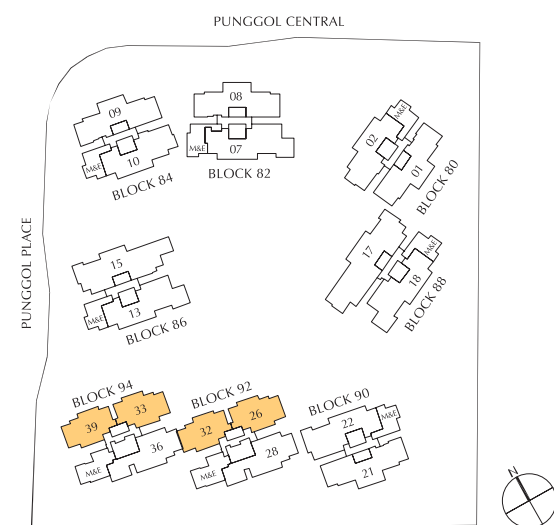 PUNGGOL CENTRAL
PUNGGOL PLACE
09
M&E
10
BLOCK 84
08
M&E
07
BLOCK 82
M&E
02
01
BLOCK 80
15
M&E
13
BLOCK 86
17
M&E
18
BLOCK 88
BLOCK 94
39
33
M&E
36
BLOCK 92
32
26
M&E
28
BLOCK 90
22
M&E
21
N